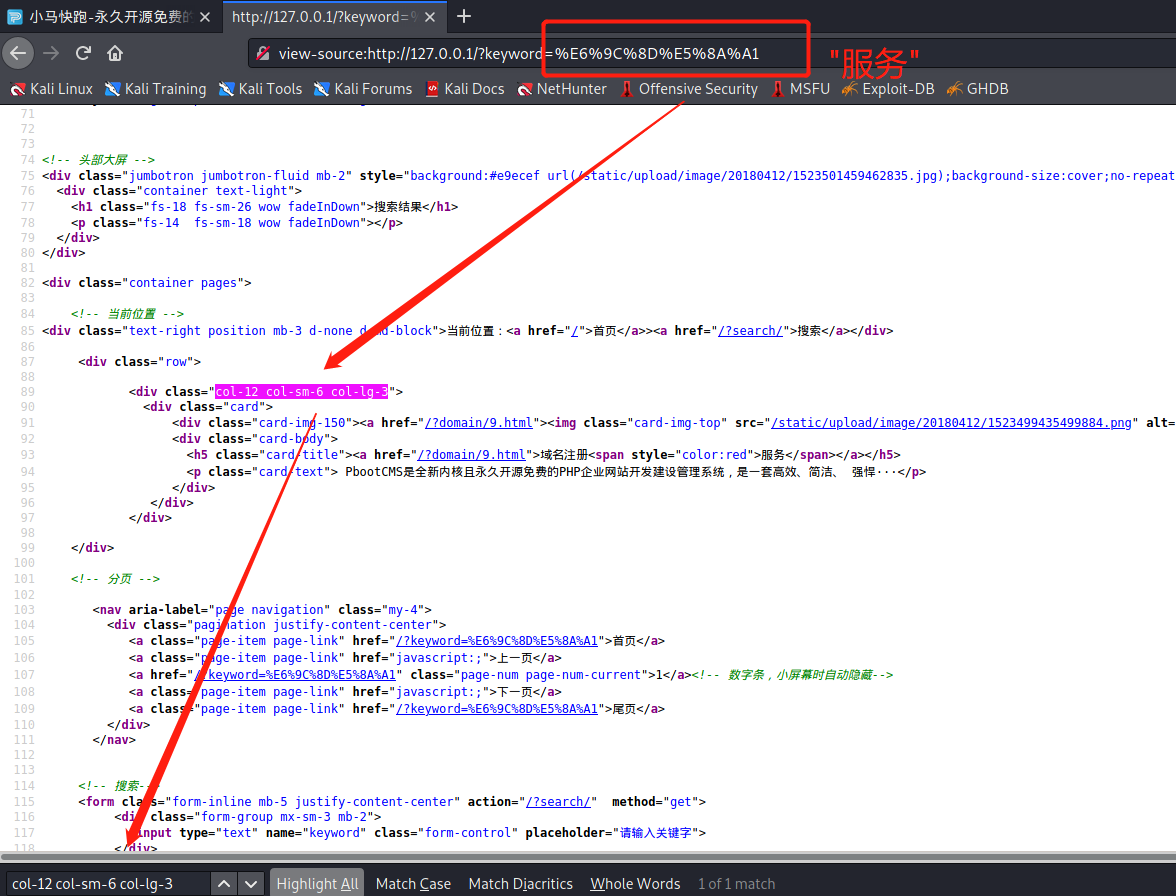 小马快跑-永久开源免费的
http://127.0.0.1/?keyword=%
view-source:http://127.0.0.1/?keyword=%E6%9C%8D%E5%8A%A1
"服务"
Kali Linux Kali Training Kali Tools Kali Forums Kali Docs NetHunter Offensive Security MSFU Exploit-DB GHDB
71
72
73
74 <!-- 头部大屏 -->
75 <div class="jumbotron jumbotron-fluid mb-2" style="background:#e9ecef url(/static/upload/image/20180412/1523501459462835.jpg);background-size:cover;no-repeat
76 <div class="container text-light">
77 <h1 class="fs-18 fs-sm-26 wow fadeInDown">搜索结果</h1>
78 <p class="fs-14  fs-sm-18 wow fadeInDown"></p>
79 </div>
80 </div>
81
82 <div class="container pages">
83
84 <!-- 当前位置 -->
85 <div class="text-right position mb-3 d-none d-md-block">当前位置：<a href="/">首页</a>><a href="/?search/">搜索</a></div>
86
87 <div class="row">
88
89 <div class="col-12 col-sm-6 col-lg-3">
90 <div class="card">
91 <div class="card-img-150"><a href="/?domain/9.html"><img class="card-img-top" src="/static/upload/image/20180412/1523499435499884.png" alt=
92 <div class="card-body">
93 <h5 class="card-title"><a href="/?domain/9.html">域名注册<span style="color:red">服务</span></a></h5>
94 <p class="card-text"> PbootCMS是全新内核且永久开源免费的PHP企业网站开发建设管理系统，是一套高效、简洁、 强悍···</p>
95 </div>
96 </div>
97 </div>
98
99 </div>
100
101 <!-- 分页 -->
102
103 <nav aria-label="page navigation" class="my-4">
104 <div class="pagination justify-content-center">
105 <a class="page-item page-link" href="/?keyword=%E6%9C%8D%E5%8A%A1">首页</a>
106 <a class="page-item page-link" href="javascript:;">上一页</a>
107 <a href="/?keyword=%E6%9C%8D%E5%8A%A1" class="page-num page-num-current">1</a><!-- 数字条，小屏幕时自动隐藏-->
108 <a class="page-item page-link" href="javascript:;">下一页</a>
109 <a class="page-item page-link" href="/?keyword=%E6%9C%8D%E5%8A%A1">尾页</a>
110 </div>
111 </nav>
112
113
114 <!-- 搜索-->
115 <form class="form-inline mb-5 justify-content-center" action="/?search/"  method="get">
116 <div class="form-group mx-sm-3 mb-2">
117 <input type="text" name="keyword" class="form-control" placeholder="请输入关键字">
118 </div>
col-12 col-sm-6 col-lg-3 Highlight All Match Case Match Diacritics Whole Words 1 of 1 match